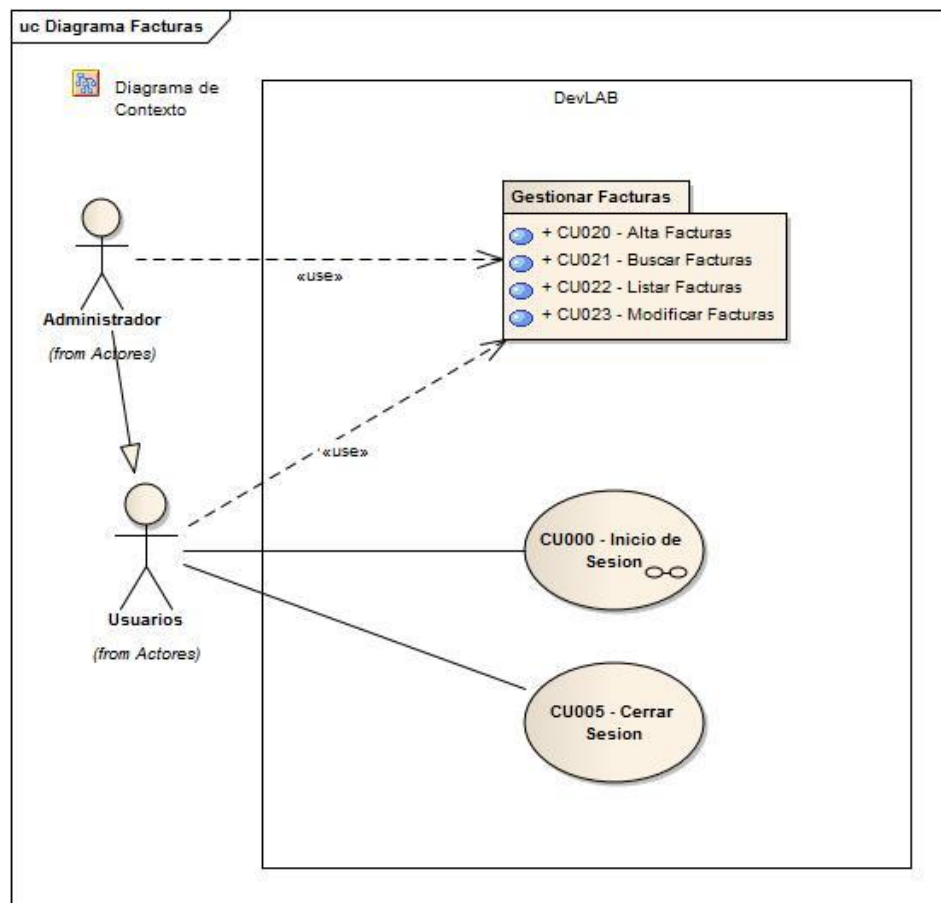 uc Diagrama Facturas
Diagrama de
Contexto
DevLAB
Gestionar Facturas
+ CU020 - Alta Facturas
+ CU021 - Buscar Facturas
+ CU022 - Listar Facturas
+ CU023 - Modificar Facturas
«use»
Administrador
(from Actores)
«use»
CU000 - Inicio de
Sesion
Usuarios
(from Actores)
CU005 - Cerrar
Sesion